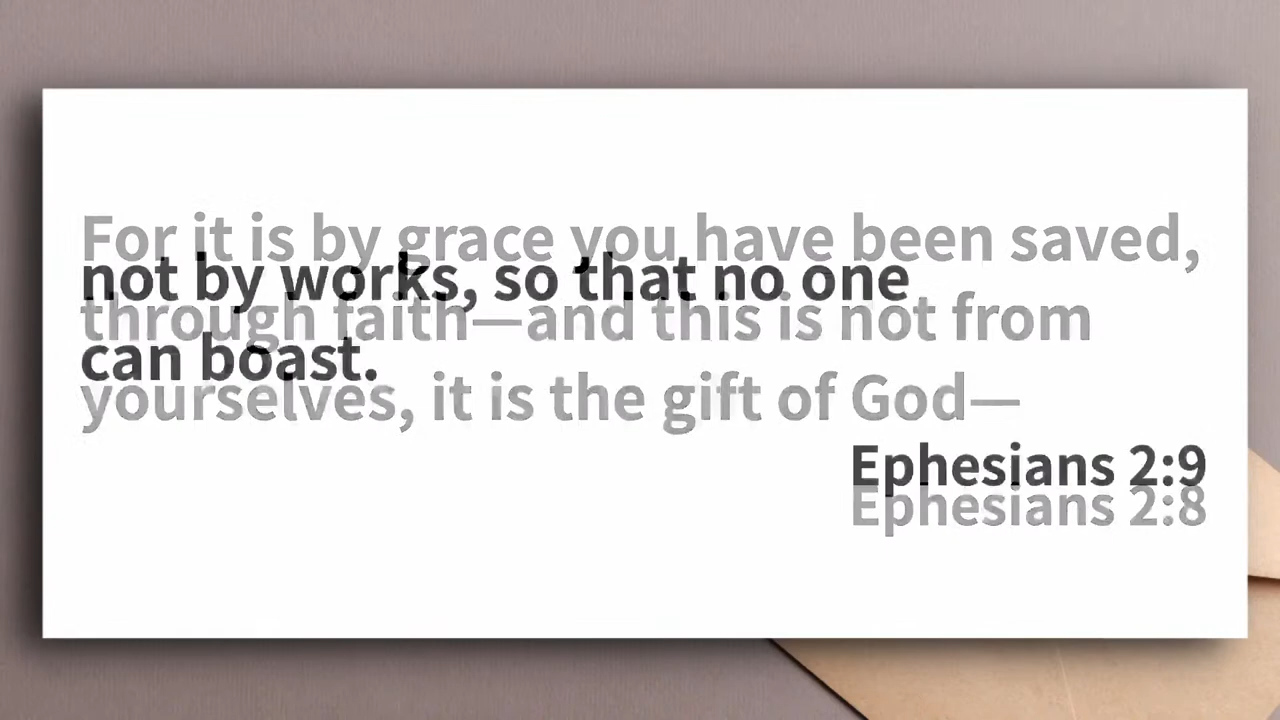 For it is by grace you have been saved,
through faith—and this is not from
yourselves, it is the gift of God—
Ephesians 2:8
not by works, so that no one
can boast.
Ephesians 2:9